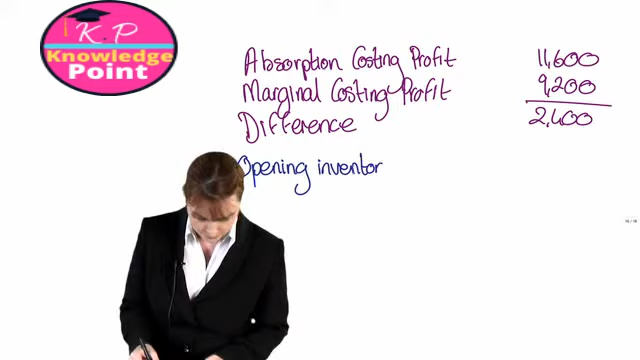 K.P
Knowledge
Point
Absorption Costing Profit 11,600
Marginal Costing Profit 9,200
Difference 2,400
Opening inventor